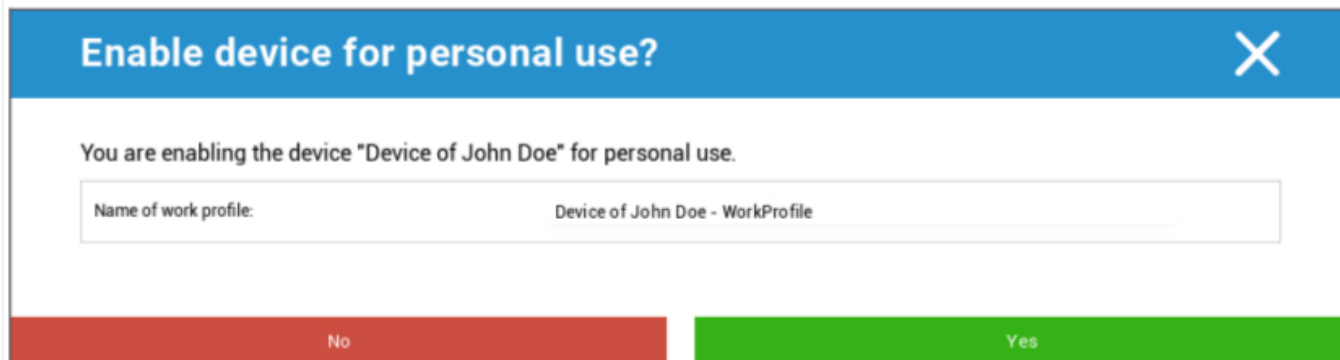 Enable device for personal use?
You are enabling the device "Device of John Doe" for personal use.
Name of work profile: Device of John Doe - WorkProfile
No Yes